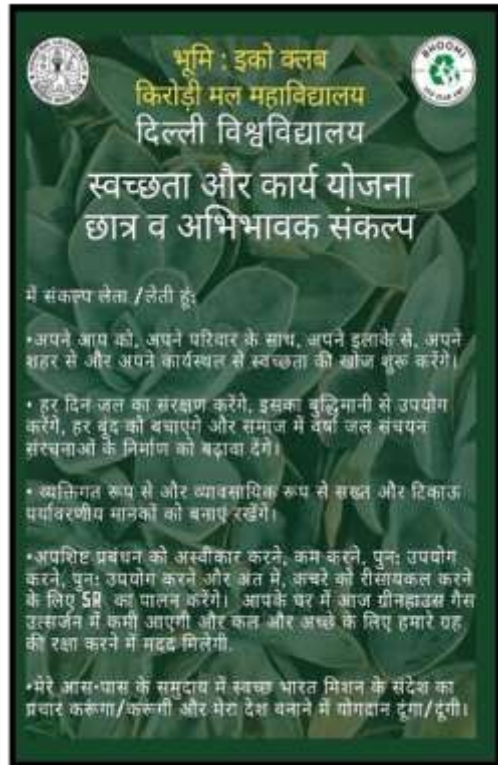 भूमि : इको क्लब
किरोड़ी मल महाविद्यालय
दिल्ली विश्वविद्यालय
स्वच्छता और कार्य योजना
छात्र व अभिभावक संकल्प
में संकल्प लेता /लेती हूं:
•अपने आप को, अपने परिवार के साथ, अपने इलाके से, अपने
शहर से और अपने कार्यस्थल से स्वच्छता की खोज शुरू करेंगे।
• हर दिन जल का संरक्षण करेंगे, इसका बुद्धिमानी से उपयोग
करेंगे, हर बूंद को बचाएंगे और समाज में वर्षा जल संचयन
संरचनाओं के निर्माण को बढ़ावा देंगे।
• व्यक्तिगत रूप से और व्यावसायिक रूप से सख्त और टिकाऊ
पर्यावरणीय मानकों को बनाए रखेंगे।
•अपशिष्ट प्रबंधन को अस्वीकार करने, कम करने, पुन: उपयोग
करने, पुन: उपयोग करने और अंत में, कचरे को रीसायकल करने
के लिए 5R का पालन करेंगे। आपके घर में आज ग्रीनहाउस गैस
उत्सर्जन में कमी आएगी और कल और अच्छे के लिए हमारे ग्रह
की रक्षा करने में मदद मिलेगी.
•मेरे आस-पास के समुदाय में स्वच्छ भारत मिशन के संदेश का
प्रचार करूंगा/करूंगी और मेरा देश बनाने में योगदान दूंगा/दूंगी।
BHOOMI